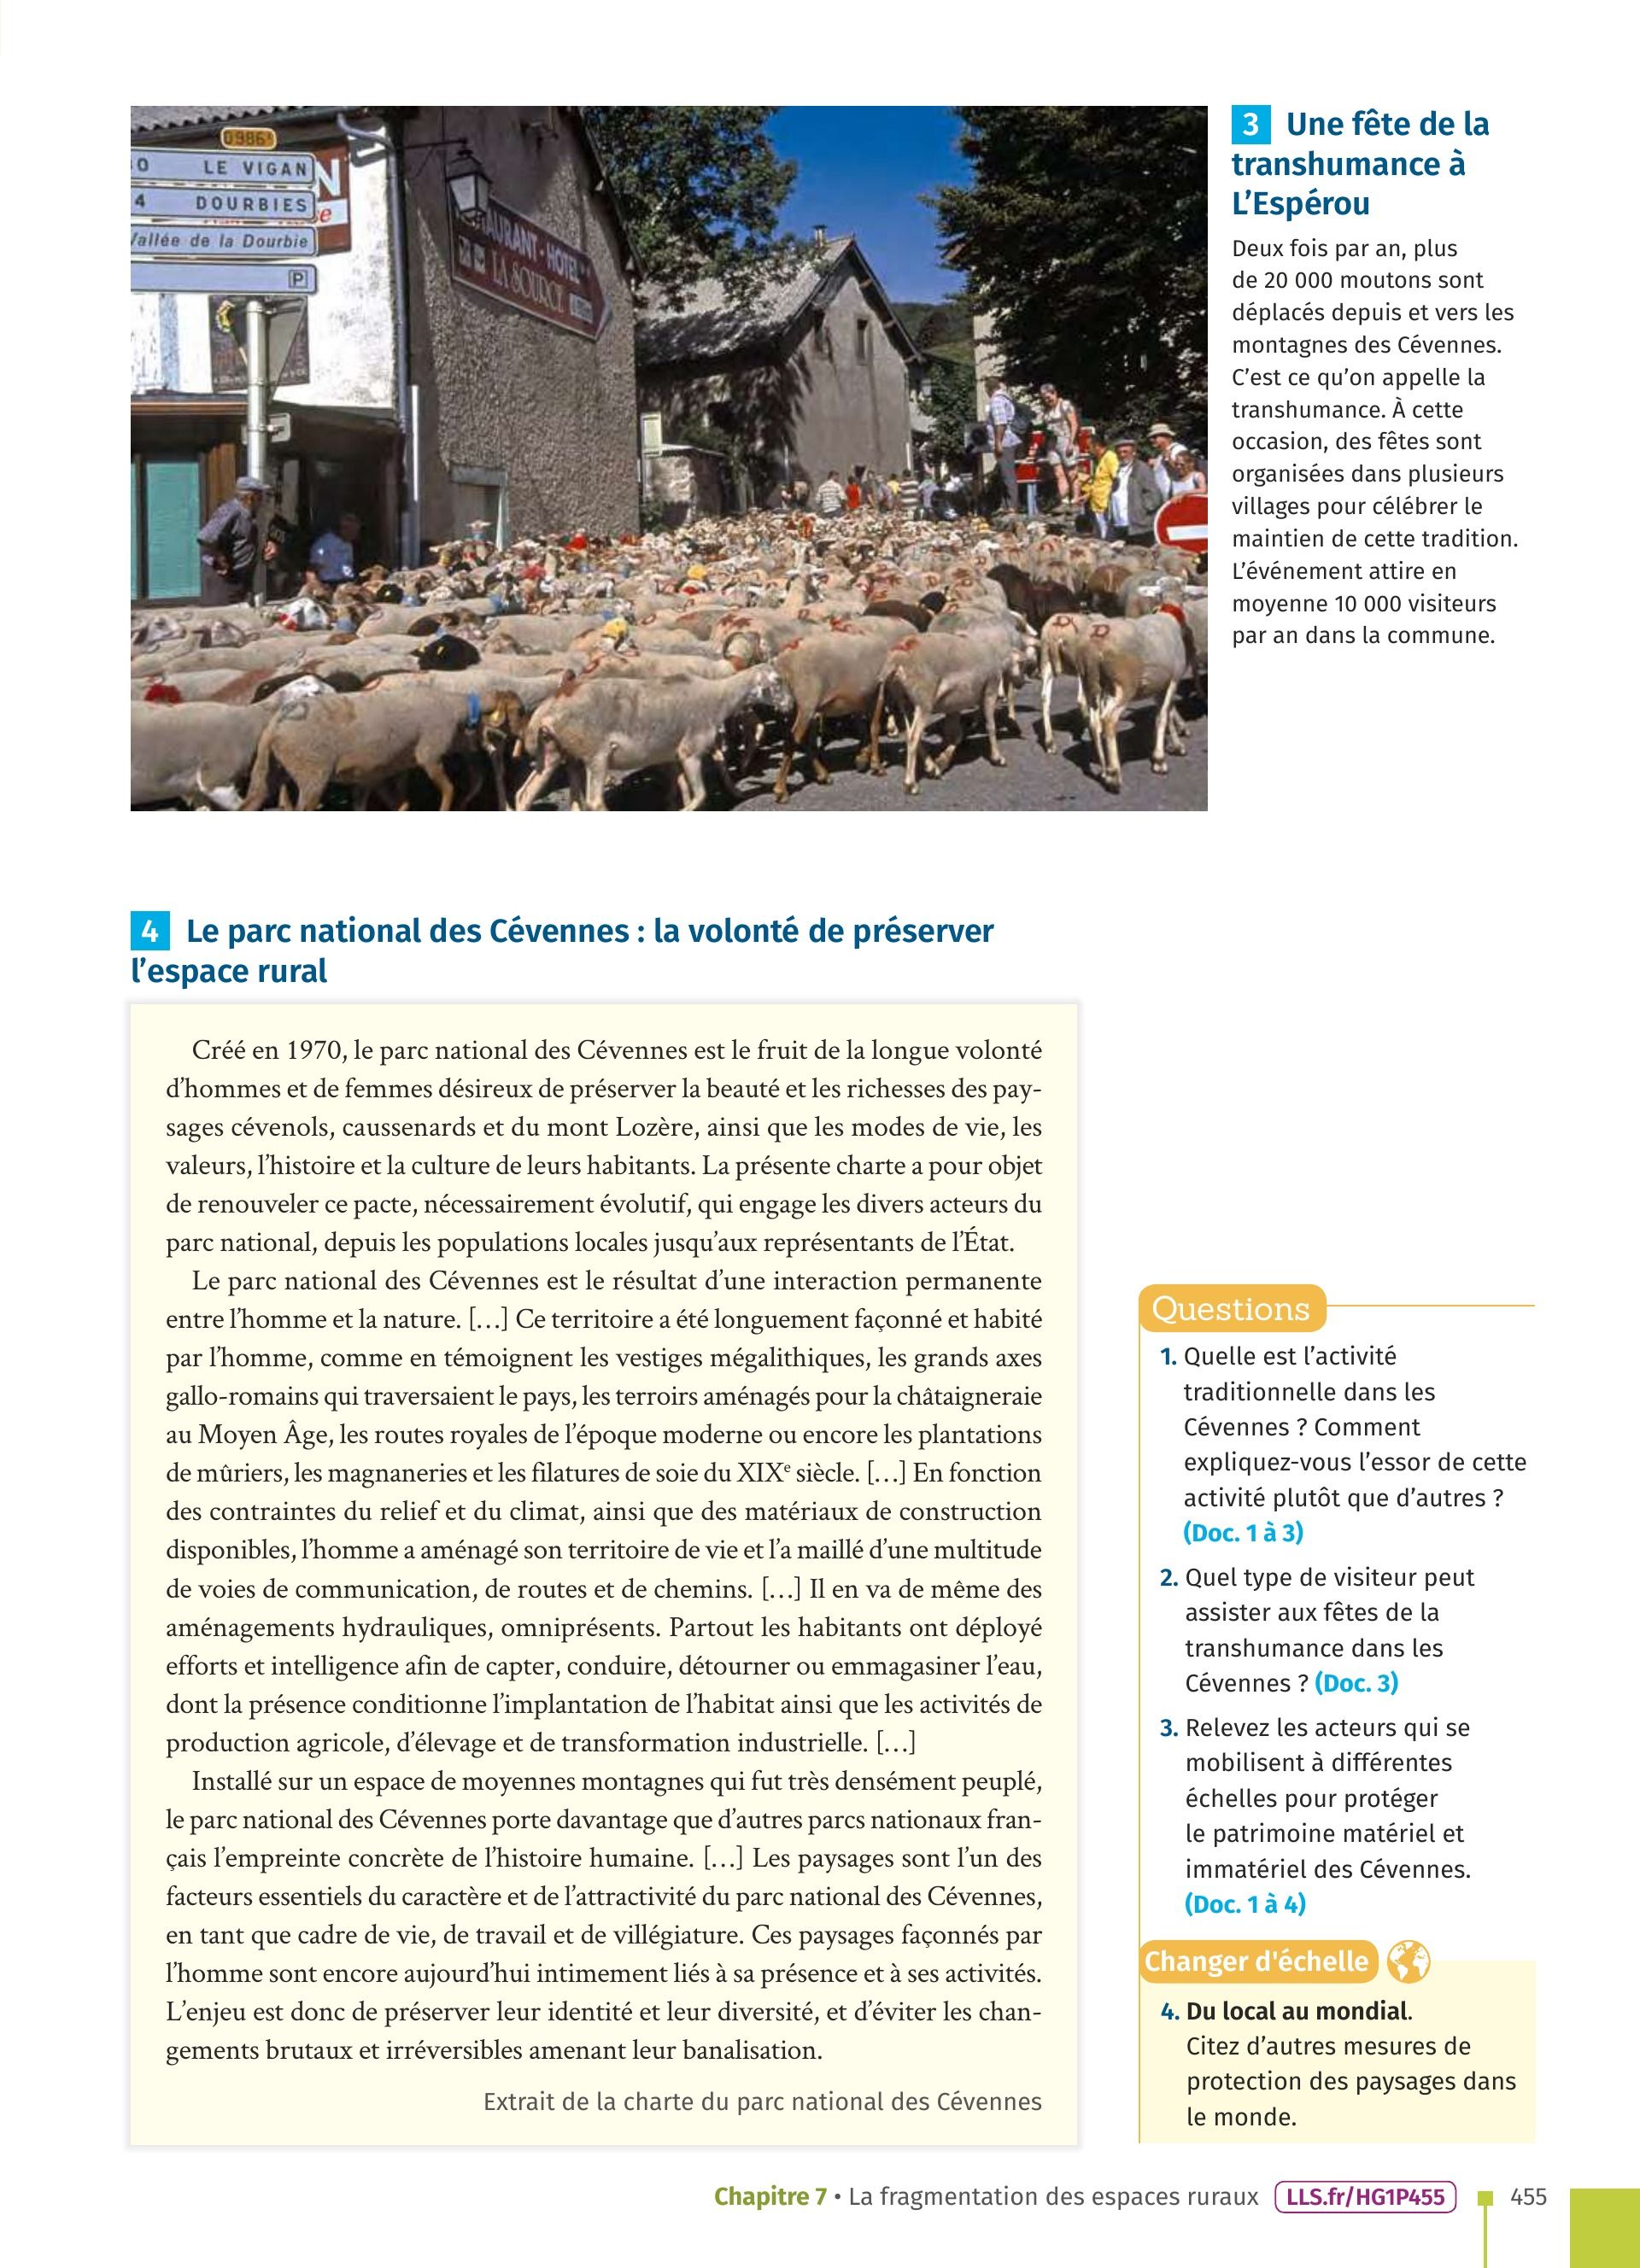 D986
0 LE VIGAN
4 DOURBIES
Vallée de la Dourbie
P
LA SOURCE
3 Une fête de la
transhumance à
L’Espérou
Deux fois par an, plus
de 20 000 moutons sont
déplacés depuis et vers les
montagnes des Cévennes.
C’est ce qu’on appelle la
transhumance. À cette
occasion, des fêtes sont
organisées dans plusieurs
villages pour célébrer le
maintien de cette tradition.
L’événement attire en
moyenne 10 000 visiteurs
par an dans la commune.
4 Le parc national des Cévennes : la volonté de préserver
l’espace rural
Créé en 1970, le parc national des Cévennes est le fruit de la longue volonté
d’hommes et de femmes désireux de préserver la beauté et les richesses des pay-
sages cévenols, caussenards et du mont Lozère, ainsi que les modes de vie, les
valeurs, l’histoire et la culture de leurs habitants. La présente charte a pour objet
de renouveler ce pacte, nécessairement évolutif, qui engage les divers acteurs du
parc national, depuis les populations locales jusqu’aux représentants de l’État.
Le parc national des Cévennes est le résultat d’une interaction permanente
entre l’homme et la nature. […] Ce territoire a été longuement façonné et habité
par l’homme, comme en témoignent les vestiges mégalithiques, les grands axes
gallo-romains qui traversaient le pays, les terroirs aménagés pour la châtaigneraie
au Moyen Âge, les routes royales de l’époque moderne ou encore les plantations
de mûriers, les magnaneries et les filatures de soie du XIXe siècle. […] En fonction
des contraintes du relief et du climat, ainsi que des matériaux de construction
disponibles, l’homme a aménagé son territoire de vie et l’a maillé d’une multitude
de voies de communication, de routes et de chemins. […] Il en va de même des
aménagements hydrauliques, omniprésents. Partout les habitants ont déployé
efforts et intelligence afin de capter, conduire, détourner ou emmagasiner l’eau,
dont la présence conditionne l’implantation de l’habitat ainsi que les activités de
production agricole, d’élevage et de transformation industrielle. […]
Installé sur un espace de moyennes montagnes qui fut très densément peuplé,
le parc national des Cévennes porte davantage que d’autres parcs nationaux fran-
çais l’empreinte concrète de l’histoire humaine. […] Les paysages sont l’un des
facteurs essentiels du caractère et de l’attractivité du parc national des Cévennes,
en tant que cadre de vie, de travail et de villégiature. Ces paysages façonnés par
l’homme sont encore aujourd’hui intimement liés à sa présence et à ses activités.
L’enjeu est donc de préserver leur identité et leur diversité, et d’éviter les chan-
gements brutaux et irréversibles amenant leur banalisation.
Extrait de la charte du parc national des Cévennes
Questions
1. Quelle est l’activité
traditionnelle dans les
Cévennes ? Comment
expliquez-vous l’essor de cette
activité plutôt que d’autres ?
(Doc. 1 à 3)
2. Quel type de visiteur peut
assister aux fêtes de la
transhumance dans les
Cévennes ? (Doc. 3)
3. Relevez les acteurs qui se
mobilisent à différentes
échelles pour protéger
le patrimoine matériel et
immatériel des Cévennes.
(Doc. 1 à 4)
Changer d'échelle
4. Du local au mondial.
Citez d’autres mesures de
protection des paysages dans
le monde.
Chapitre 7 • La fragmentation des espaces ruraux LLS.fr/HG1P455 455